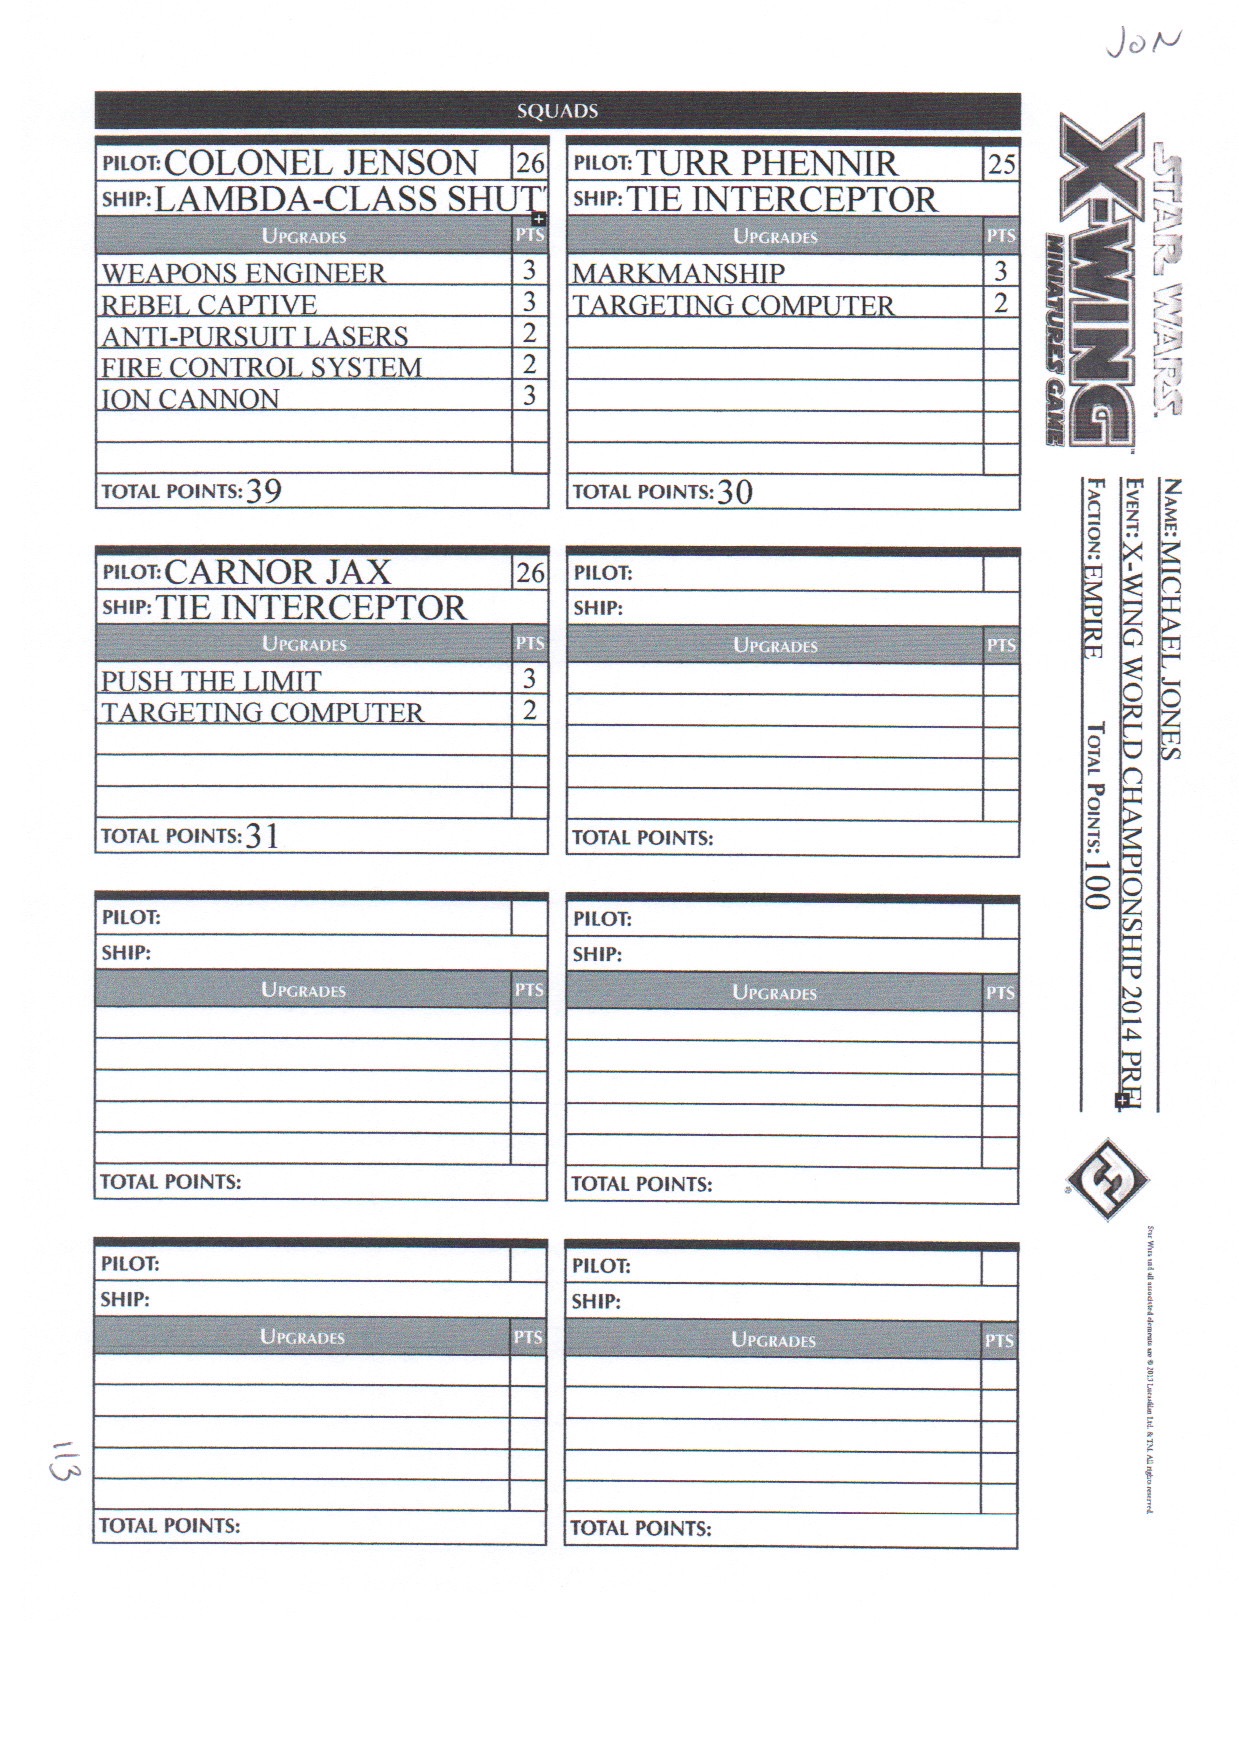 JON
SQUADS
PILOT: COLONEL JENSON 26
SHIP: LAMBDA-CLASS SHUT
UPGRADES PTS
WEAPONS ENGINEER 3
REBEL CAPTIVE 3
ANTI-PURSUIT LASERS 2
FIRE CONTROL SYSTEM 2
ION CANNON 3
TOTAL POINTS: 39
PILOT: TURR PHENNIR 25
SHIP: TIE INTERCEPTOR
UPGRADES PTS
MARKMANSHIP 3
TARGETING COMPUTER 2
TOTAL POINTS: 30
PILOT: CARNOR JAX 26
SHIP: TIE INTERCEPTOR
UPGRADES PTS
PUSH THE LIMIT 3
TARGETING COMPUTER 2
TOTAL POINTS: 31
PILOT:
SHIP:
UPGRADES PTS
TOTAL POINTS:
PILOT:
SHIP:
UPGRADES PTS
TOTAL POINTS:
PILOT:
SHIP:
UPGRADES PTS
TOTAL POINTS:
PILOT:
SHIP:
UPGRADES PTS
TOTAL POINTS:
PILOT:
SHIP:
UPGRADES PTS
TOTAL POINTS:
STAR WARS
X-WING
MINIATURES GAME
NAME: MICHAEL JONES
EVENT: X-WING WORLD CHAMPIONSHIP 2014 PREI
FACTION: EMPIRE TOTAL POINTS: 100
Star Wars and all associated elements are © 2013 Lucasfilm Ltd. & TM. All rights reserved.
113